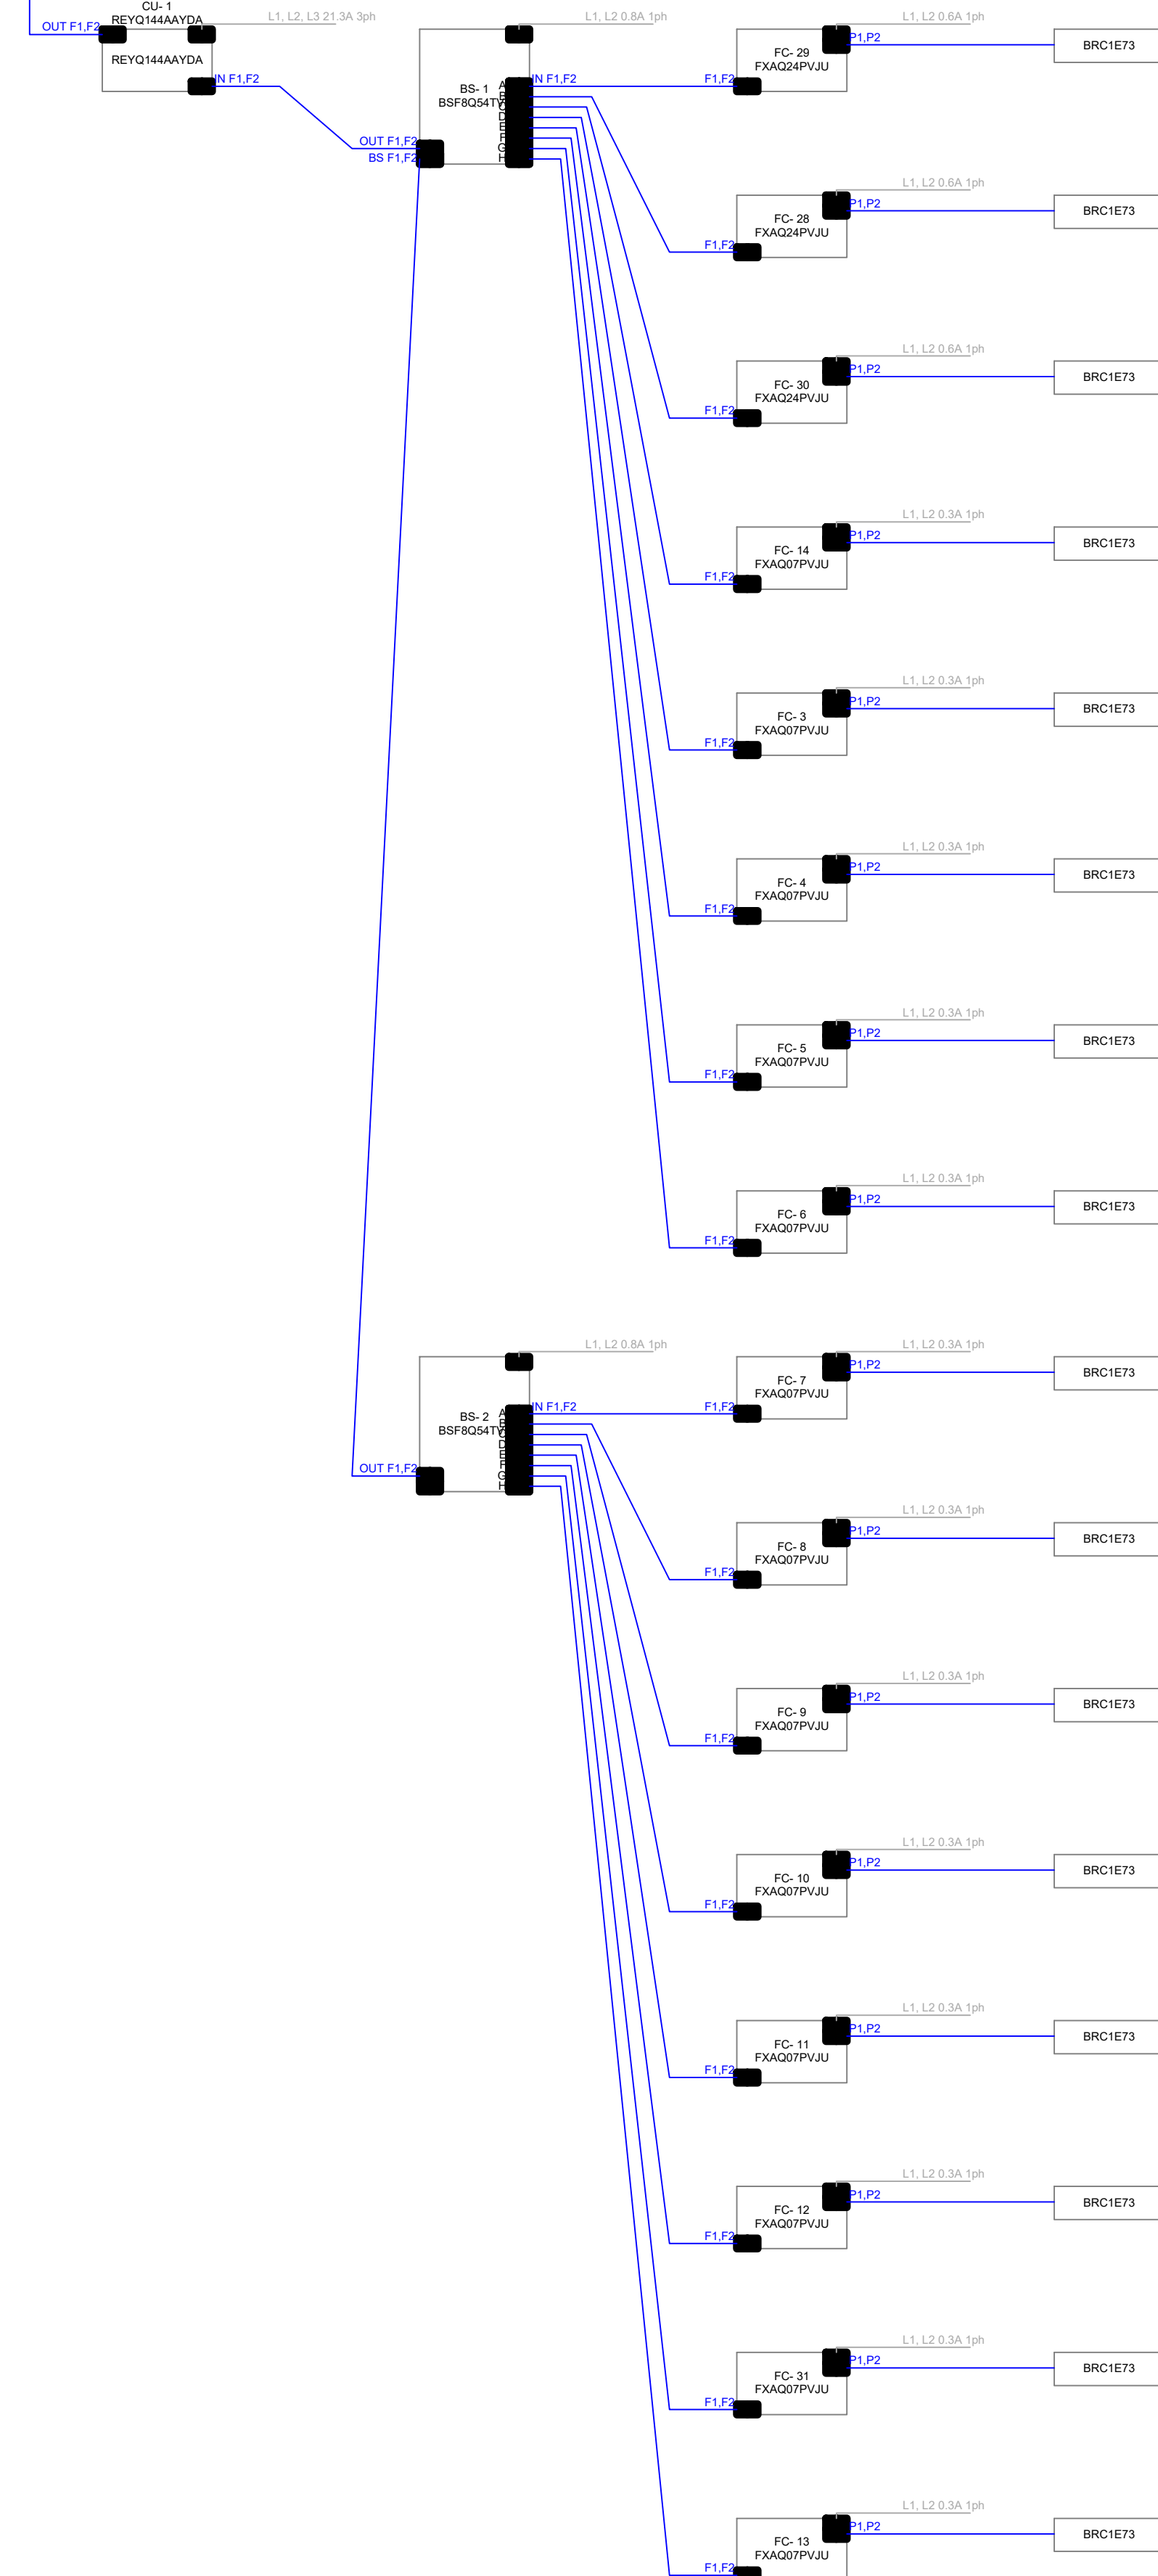 CU- 1
REYQ144AAYDA
L1, L2, L3 21.3A 3ph
L1, L2 0.8A 1ph
L1, L2 0.6A 1ph
OUT F1,F2
P1,P2
BRC1E73
FC- 29
FXAQ24PVJU
REYQ144AAYDA
IN F1,F2
BS- 1
BSF8Q54TV
A
B
C
D
E
F
G
H
IN F1,F2
F1,F2
OUT F1,F2
BS F1,F2
L1, L2 0.6A 1ph
P1,P2
BRC1E73
FC- 28
FXAQ24PVJU
F1,F2
L1, L2 0.6A 1ph
P1,P2
BRC1E73
FC- 30
FXAQ24PVJU
F1,F2
L1, L2 0.3A 1ph
P1,P2
BRC1E73
FC- 14
FXAQ07PVJU
F1,F2
L1, L2 0.3A 1ph
P1,P2
BRC1E73
FC- 3
FXAQ07PVJU
F1,F2
L1, L2 0.3A 1ph
P1,P2
BRC1E73
FC- 4
FXAQ07PVJU
F1,F2
L1, L2 0.3A 1ph
P1,P2
BRC1E73
FC- 5
FXAQ07PVJU
F1,F2
L1, L2 0.3A 1ph
P1,P2
BRC1E73
FC- 6
FXAQ07PVJU
F1,F2
L1, L2 0.8A 1ph
L1, L2 0.3A 1ph
P1,P2
BRC1E73
FC- 7
FXAQ07PVJU
BS- 2
BSF8Q54TV
A
B
C
D
E
F
G
H
IN F1,F2
F1,F2
OUT F1,F2
L1, L2 0.3A 1ph
P1,P2
BRC1E73
FC- 8
FXAQ07PVJU
F1,F2
L1, L2 0.3A 1ph
P1,P2
BRC1E73
FC- 9
FXAQ07PVJU
F1,F2
L1, L2 0.3A 1ph
P1,P2
BRC1E73
FC- 10
FXAQ07PVJU
F1,F2
L1, L2 0.3A 1ph
P1,P2
BRC1E73
FC- 11
FXAQ07PVJU
F1,F2
L1, L2 0.3A 1ph
P1,P2
BRC1E73
FC- 12
FXAQ07PVJU
F1,F2
L1, L2 0.3A 1ph
P1,P2
BRC1E73
FC- 31
FXAQ07PVJU
F1,F2
L1, L2 0.3A 1ph
P1,P2
BRC1E73
FC- 13
FXAQ07PVJU
F1,F2